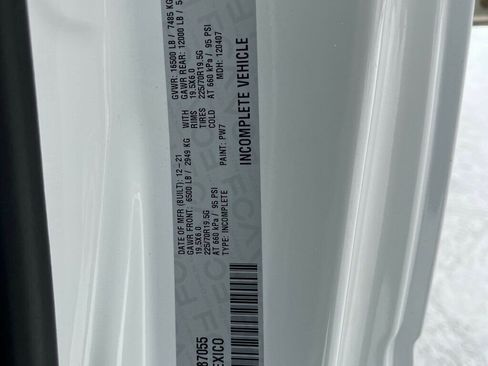 DATE OF MFR (BUILT): 12-21 GVWR: 16500 LB / 7485 KG
GAWR FRONT: 6500 LB / 2949 KG WITH GAWR REAR: 12000 LB / 5
19.5X6.0 RIMS 19.5X6.0
225/70R19.5G TIRES 225/70R19.5G
AT 660 kPa / 95 PSI COLD AT 660 kPa / 95 PSI
TYPE: INCOMPLETE PAINT: PW7 MDH: 120407
INCOMPLETE VEHICLE
87055
EXICO